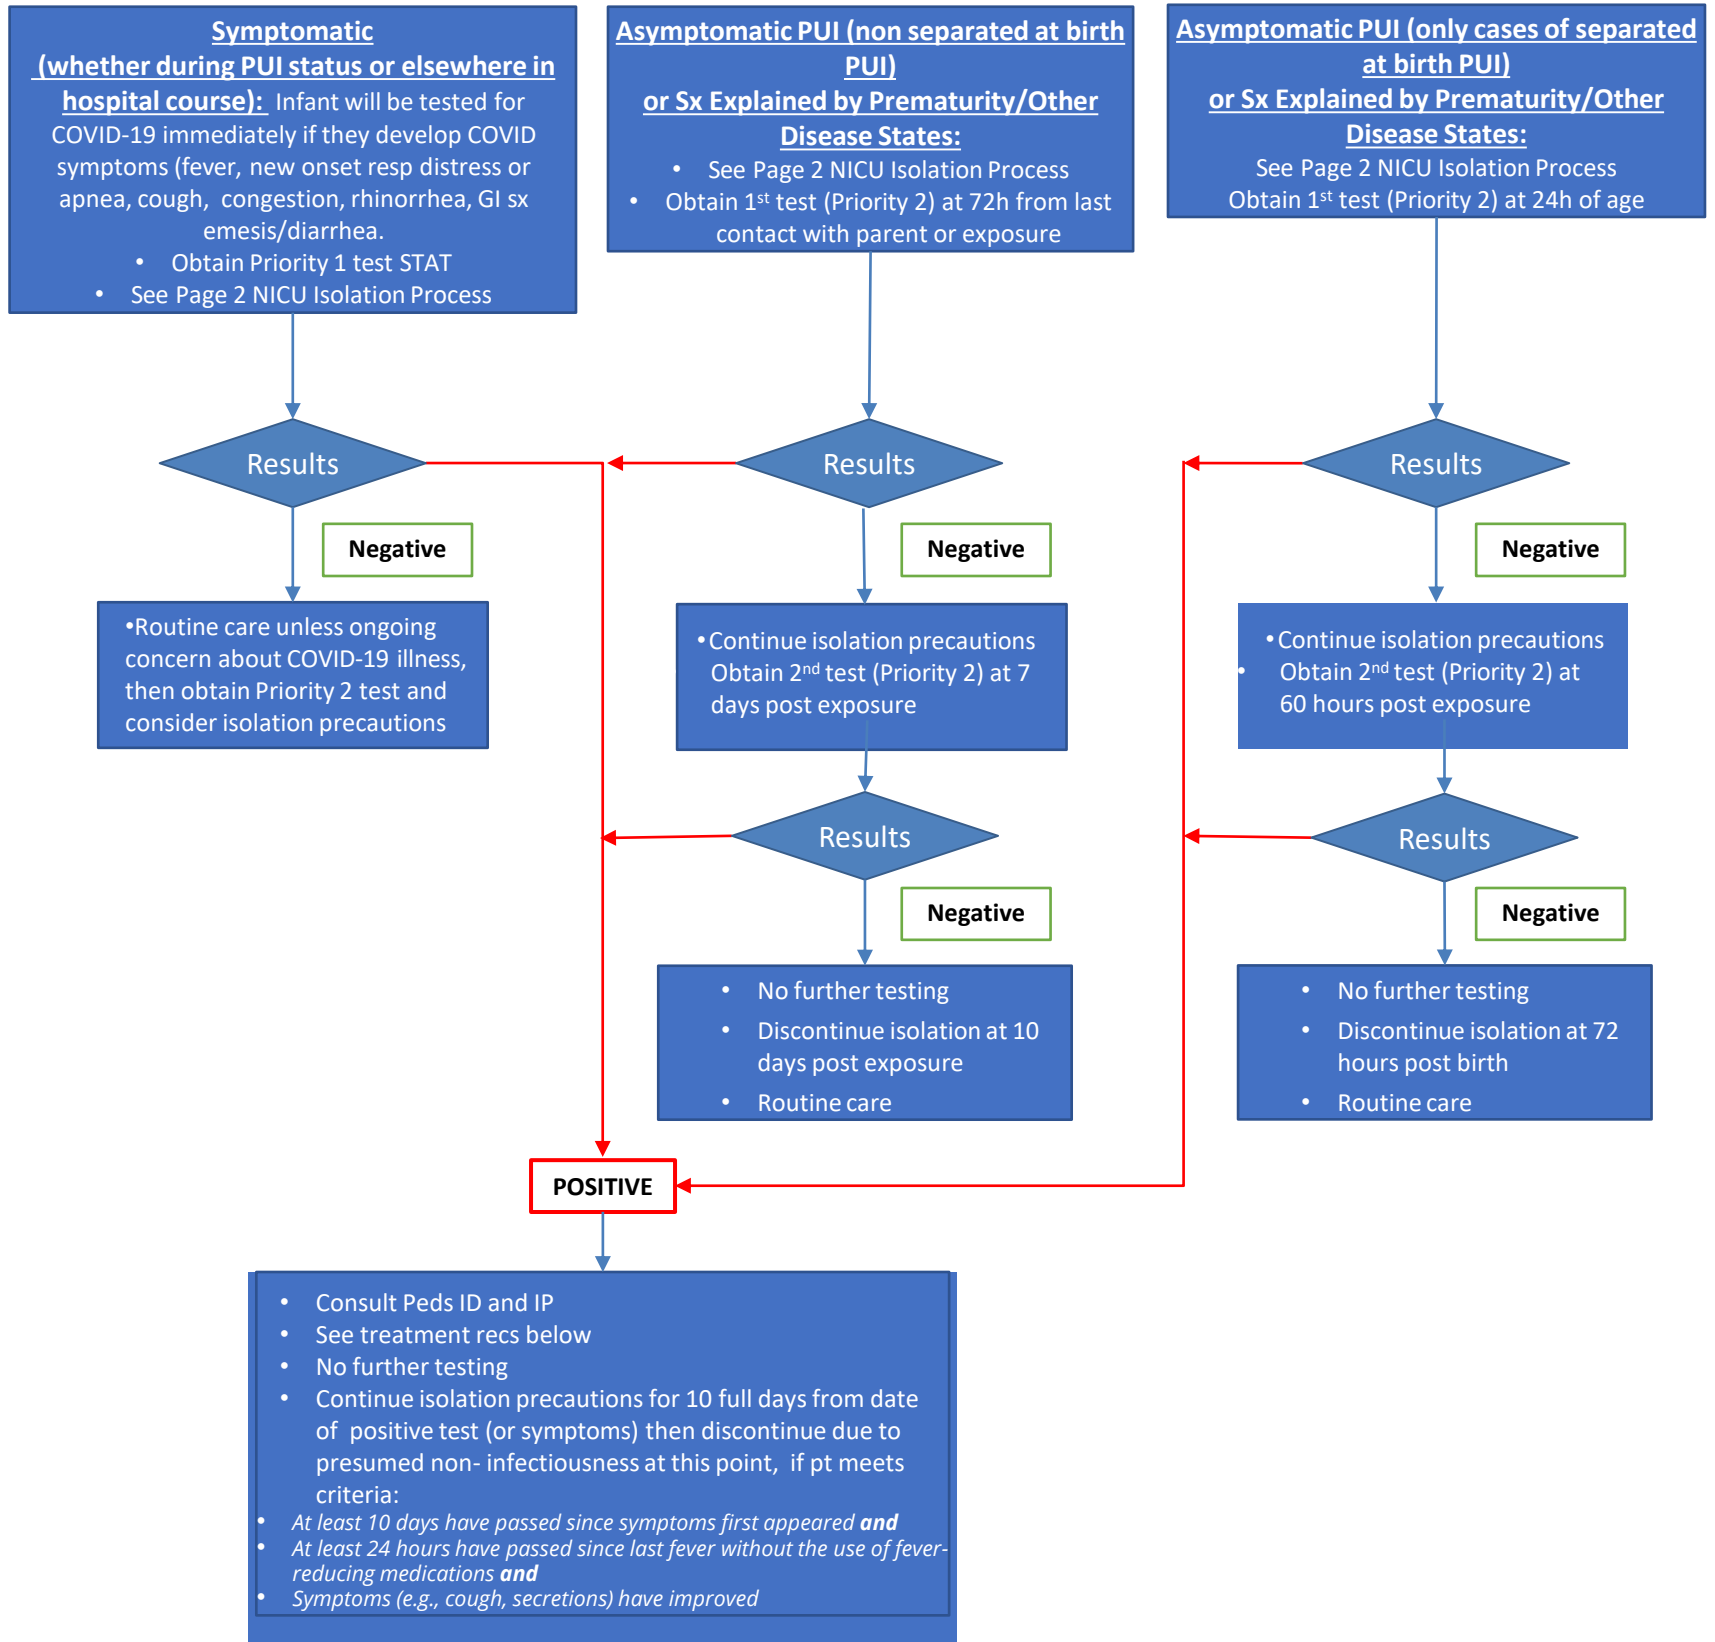 Symptomatic
(whether during PUI status or elsewhere in
hospital course): Infant will be tested for
COVID-19 immediately if they develop COVID
symptoms (fever, new onset resp distress or
apnea, cough, congestion, rhinorrhea, GI sx
emesis/diarrhea.
• Obtain Priority 1 test STAT
• See Page 2 NICU Isolation Process
Asymptomatic PUI (non separated at birth
PUI)
or Sx Explained by Prematurity/Other
Disease States:
• See Page 2 NICU Isolation Process
• Obtain 1st test (Priority 2) at 72h from last
contact with parent or exposure
Asymptomatic PUI (only cases of separated
at birth PUI)
or Sx Explained by Prematurity/Other
Disease States:
See Page 2 NICU Isolation Process
Obtain 1st test (Priority 2) at 24h of age
Results
Results
Results
Negative
Negative
Negative
•Routine care unless ongoing
concern about COVID-19 illness,
then obtain Priority 2 test and
consider isolation precautions
•Continue isolation precautions
Obtain 2nd test (Priority 2) at 7
days post exposure
•Continue isolation precautions
• Obtain 2nd test (Priority 2) at
60 hours post exposure
Results
Results
Negative
Negative
• No further testing
• Discontinue isolation at 10
days post exposure
• Routine care
• No further testing
• Discontinue isolation at 72
hours post birth
• Routine care
POSITIVE
• Consult Peds ID and IP
• See treatment recs below
• No further testing
• Continue isolation precautions for 10 full days from date
of positive test (or symptoms) then discontinue due to
presumed non- infectiousness at this point, if pt meets
criteria:
• At least 10 days have passed since symptoms first appeared and
• At least 24 hours have passed since last fever without the use of fever-
reducing medications and
• Symptoms (e.g., cough, secretions) have improved